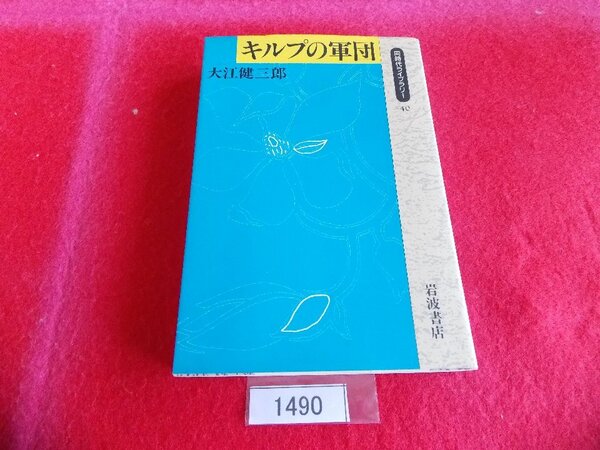 キルプの軍団
大江健三郎
同時代ライブラリー
40
岩波書店
1490